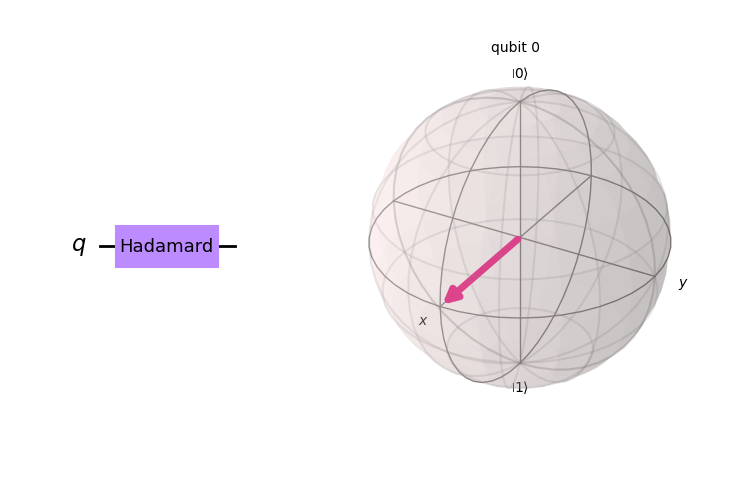 q
Hadamard
qubit 0
|0⟩
x
y
|1⟩